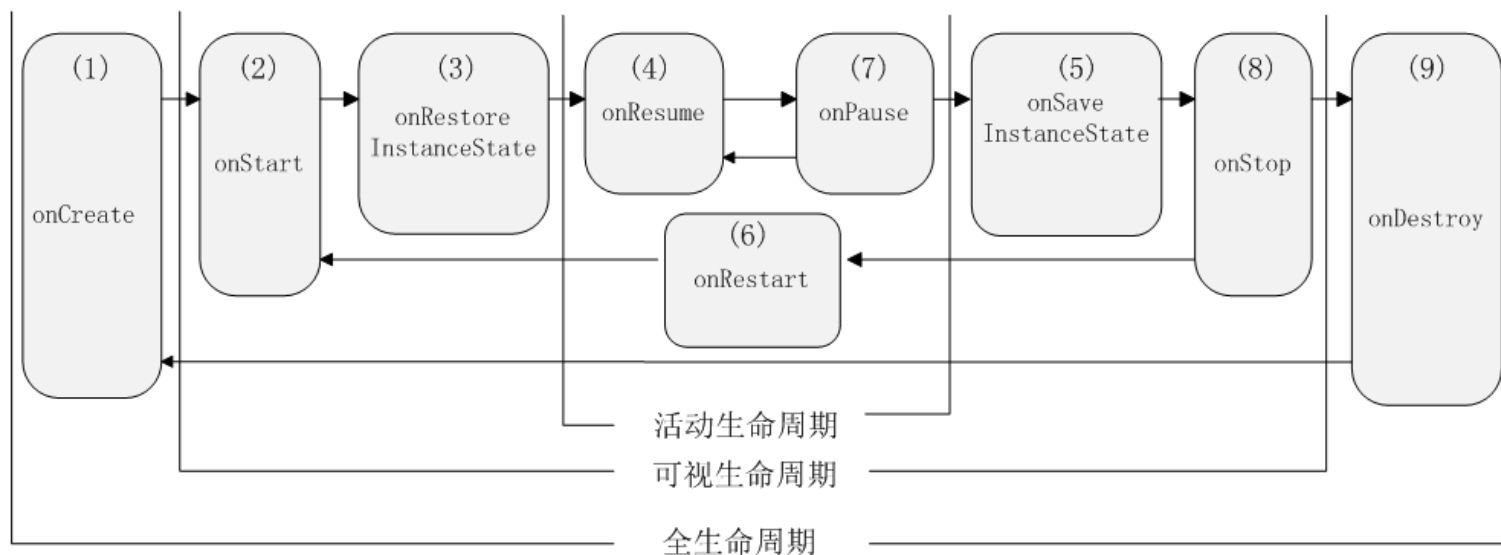 (1)
onCreate
(2)
onStart
(3)
onRestore
InstanceState
(4)
onResume
(7)
onPause
(5)
onSave
InstanceState
(8)
onStop
(9)
onDestroy
(6)
onRestart
活动生命周期
可视生命周期
全生命周期